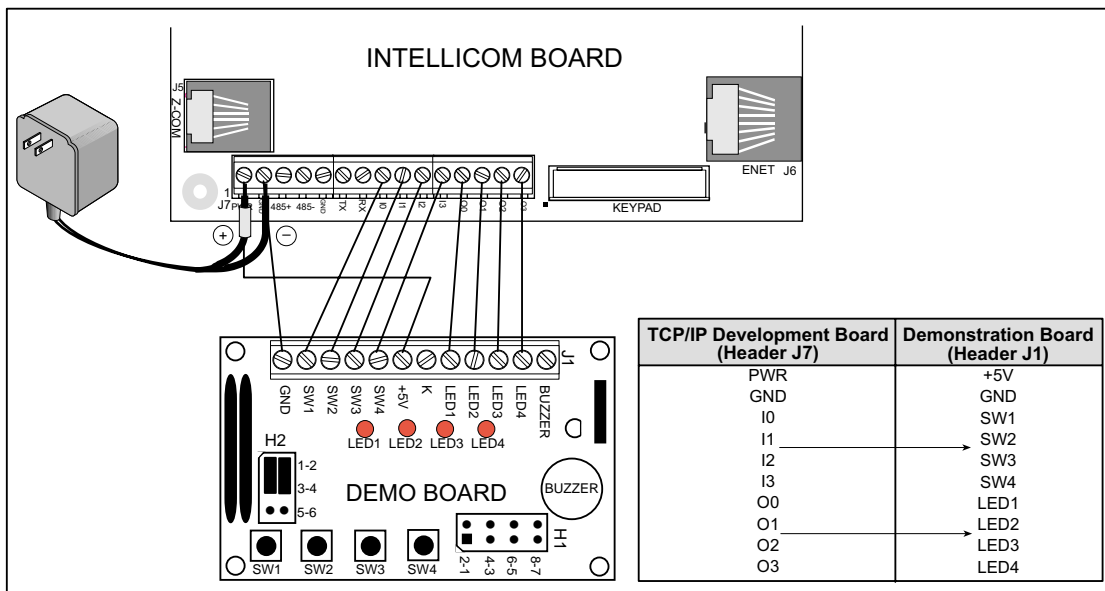 INTELLICOM BOARD
J5
Z-COM
ENET J6
1
J7 PWR GND 485+ 485- GND TX RX I0 I1 I2 I3 O0 O1 O2 O3
KEYPAD
+ −
J1
GND SW1 SW2 SW3 SW4 +5V K LED1 LED2 LED3 LED4 BUZZER
LED1 LED2 LED3 LED4
H2
1-2
3-4
5-6
DEMO BOARD
BUZZER
H1
SW1 SW2 SW3 SW4
2-1 4-3 6-5 8-7
TCP/IP Development Board (Header J7) Demonstration Board (Header J1)
PWR +5V
GND GND
I0 SW1
I1 SW2
I2 SW3
I3 SW4
O0 LED1
O1 LED2
O2 LED3
O3 LED4